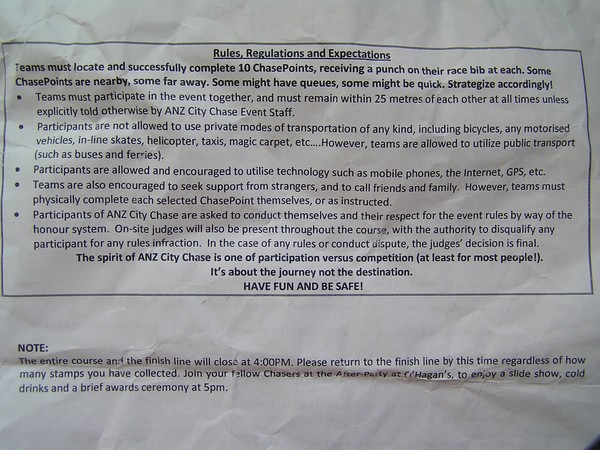 Rules, Regulations and Expectations
Teams must locate and successfully complete 10 ChasePoints, receiving a punch on their race bib at each. Some
ChasePoints are nearby, some far away. Some might have queues, some might be quick. Strategize accordingly!
• Teams must participate in the event together, and must remain within 25 metres of each other at all times unless
explicitly told otherwise by ANZ City Chase Event Staff.
• Participants are not allowed to use private modes of transportation of any kind, including bicycles, any motorised
vehicles, in-line skates, helicopter, taxis, magic carpet, etc....However, teams are allowed to utilize public transport
(such as buses and ferries).
• Participants are allowed and encouraged to utilise technology such as mobile phones, the Internet, GPS, etc.
• Teams are also encouraged to seek support from strangers, and to call friends and family. However, teams must
physically complete each selected ChasePoint themselves, or as instructed.
• Participants of ANZ City Chase are asked to conduct themselves and their respect for the event rules by way of the
honour system. On-site judges will also be present throughout the course, with the authority to disqualify any
participant for any rules infraction. In the case of any rules or conduct dispute, the judges' decision is final.
The spirit of ANZ City Chase is one of participation versus competition (at least for most people!).
It's about the journey not the destination.
HAVE FUN AND BE SAFE!
NOTE:
The entire course and the finish line will close at 4:00PM. Please return to the finish line by this time regardless of how
many stamps you have collected. Join your fellow Chasers at the After-Party at O'Hagan's, to enjoy a slide show, cold
drinks and a brief awards ceremony at 5pm.